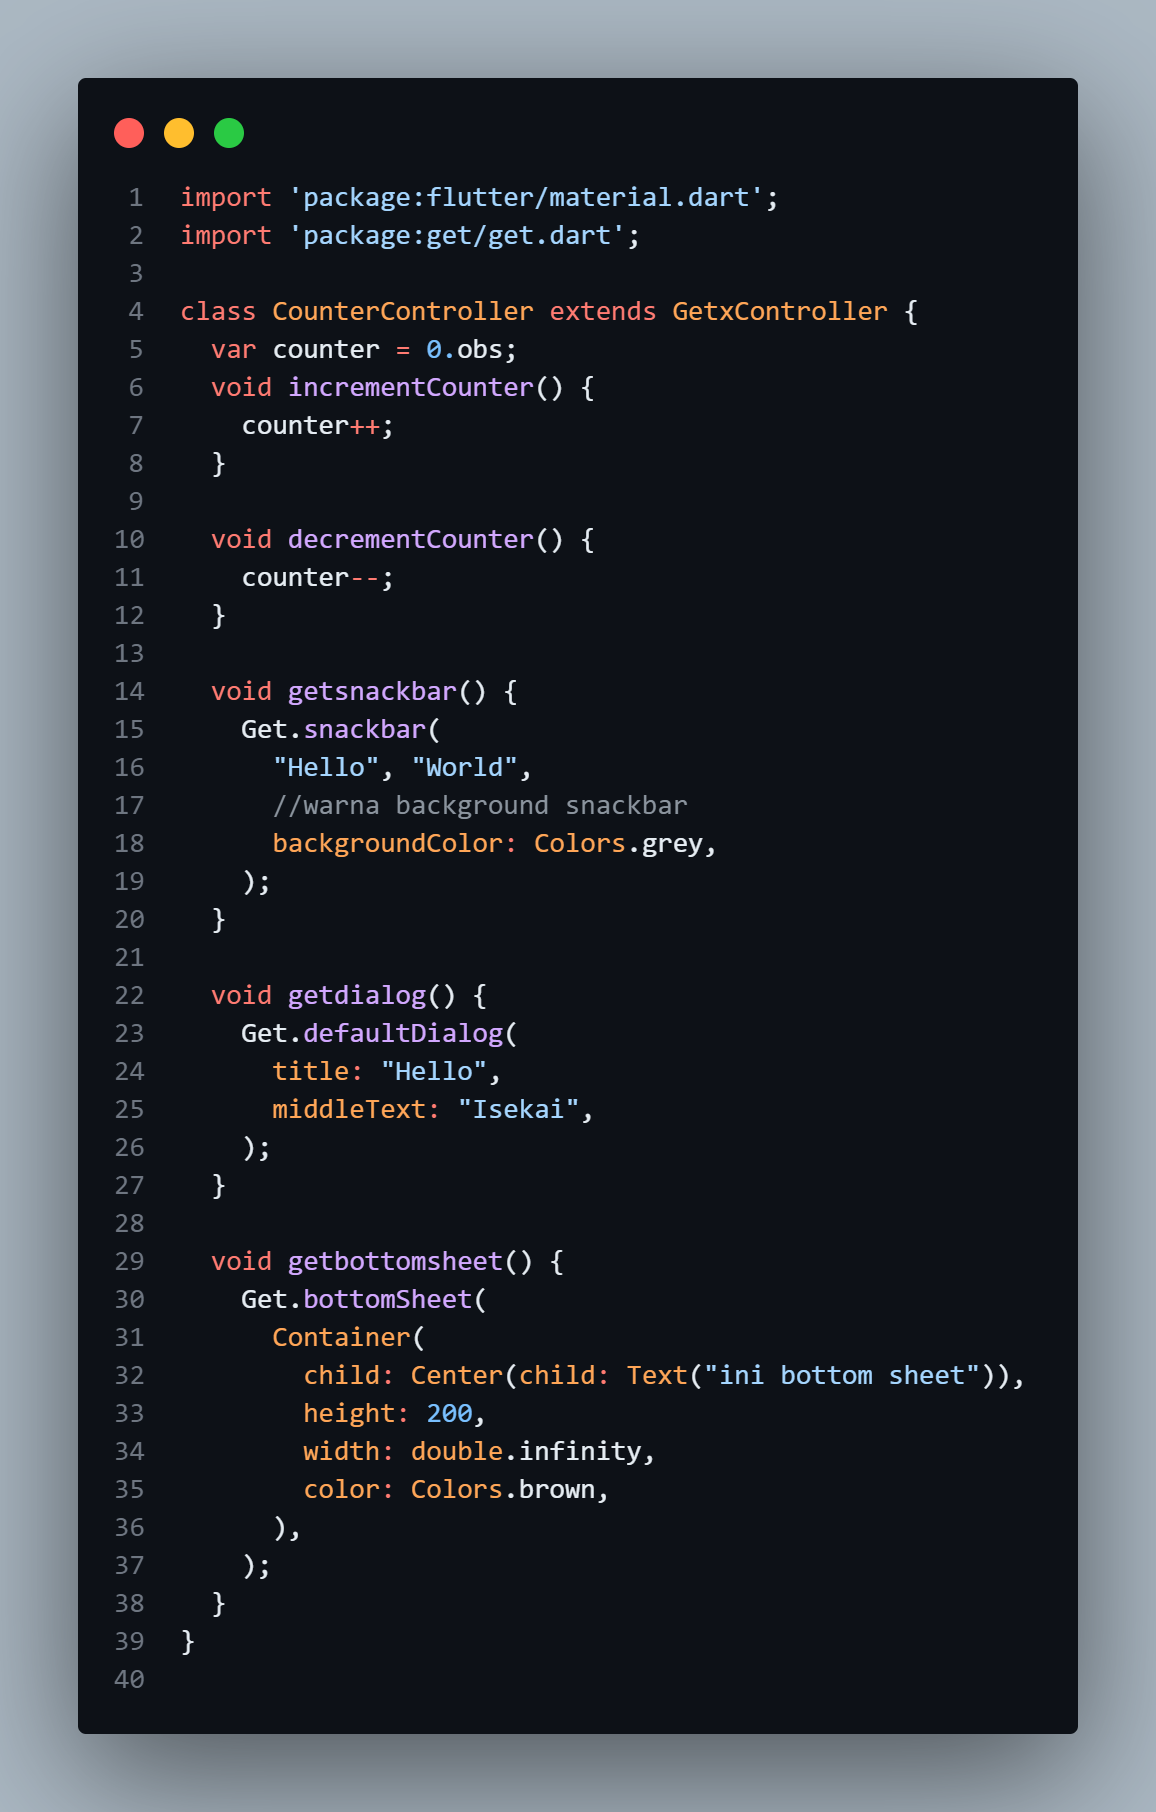 1 import 'package:flutter/material.dart';
2 import 'package:get/get.dart';
3
4 class CounterController extends GetxController {
5   var counter = 0.obs;
6   void incrementCounter() {
7     counter++;
8   }
9
10   void decrementCounter() {
11     counter--;
12   }
13
14   void getsnackbar() {
15     Get.snackbar(
16       "Hello", "World",
17       //warna background snackbar
18       backgroundColor: Colors.grey,
19     );
20   }
21
22   void getdialog() {
23     Get.defaultDialog(
24       title: "Hello",
25       middleText: "Isekai",
26     );
27   }
28
29   void getbottomsheet() {
30     Get.bottomSheet(
31       Container(
32         child: Center(child: Text("ini bottom sheet")),
33         height: 200,
34         width: double.infinity,
35         color: Colors.brown,
36       ),
37     );
38   }
39 }
40